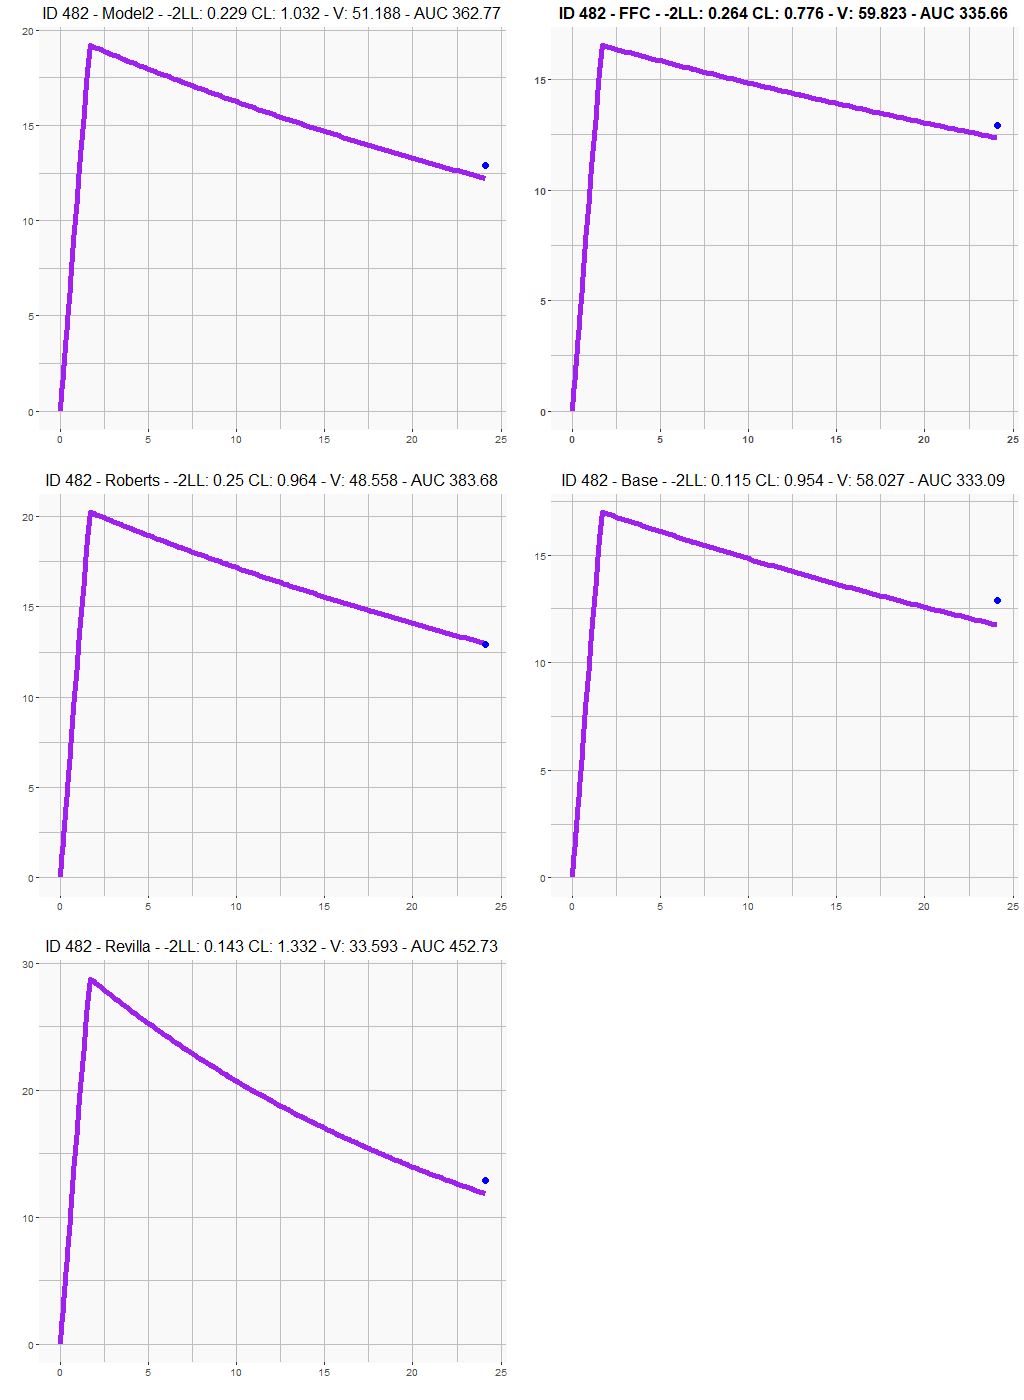 ID 482 - Model2 - -2LL: 0.229 CL: 1.032 - V: 51.188 - AUC 362.77
20
15
10
5
0
0 5 10 15 20 25
ID 482 - FFC - -2LL: 0.264 CL: 0.776 - V: 59.823 - AUC 335.66
15
10
5
0
0 5 10 15 20 25
ID 482 - Roberts - -2LL: 0.25 CL: 0.964 - V: 48.558 - AUC 383.68
20
15
10
5
0
0 5 10 15 20 25
ID 482 - Base - -2LL: 0.115 CL: 0.954 - V: 58.027 - AUC 333.09
15
10
5
0
0 5 10 15 20 25
ID 482 - Revilla - -2LL: 0.143 CL: 1.332 - V: 33.593 - AUC 452.73
30
20
10
0
0 5 10 15 20 25